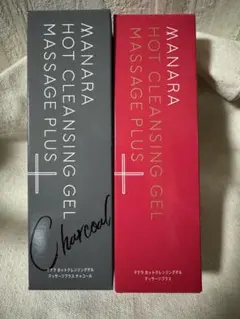 MANARA
HOT CLEANSING GEL
MASSAGE PLUS
Charcoal
マナラ ホットクレンジングゲル
マッサージプラス チャコール
MANARA
HOT CLEANSING GEL
MASSAGE PLUS
マナラ ホットクレンジングゲル
マッサージプラス